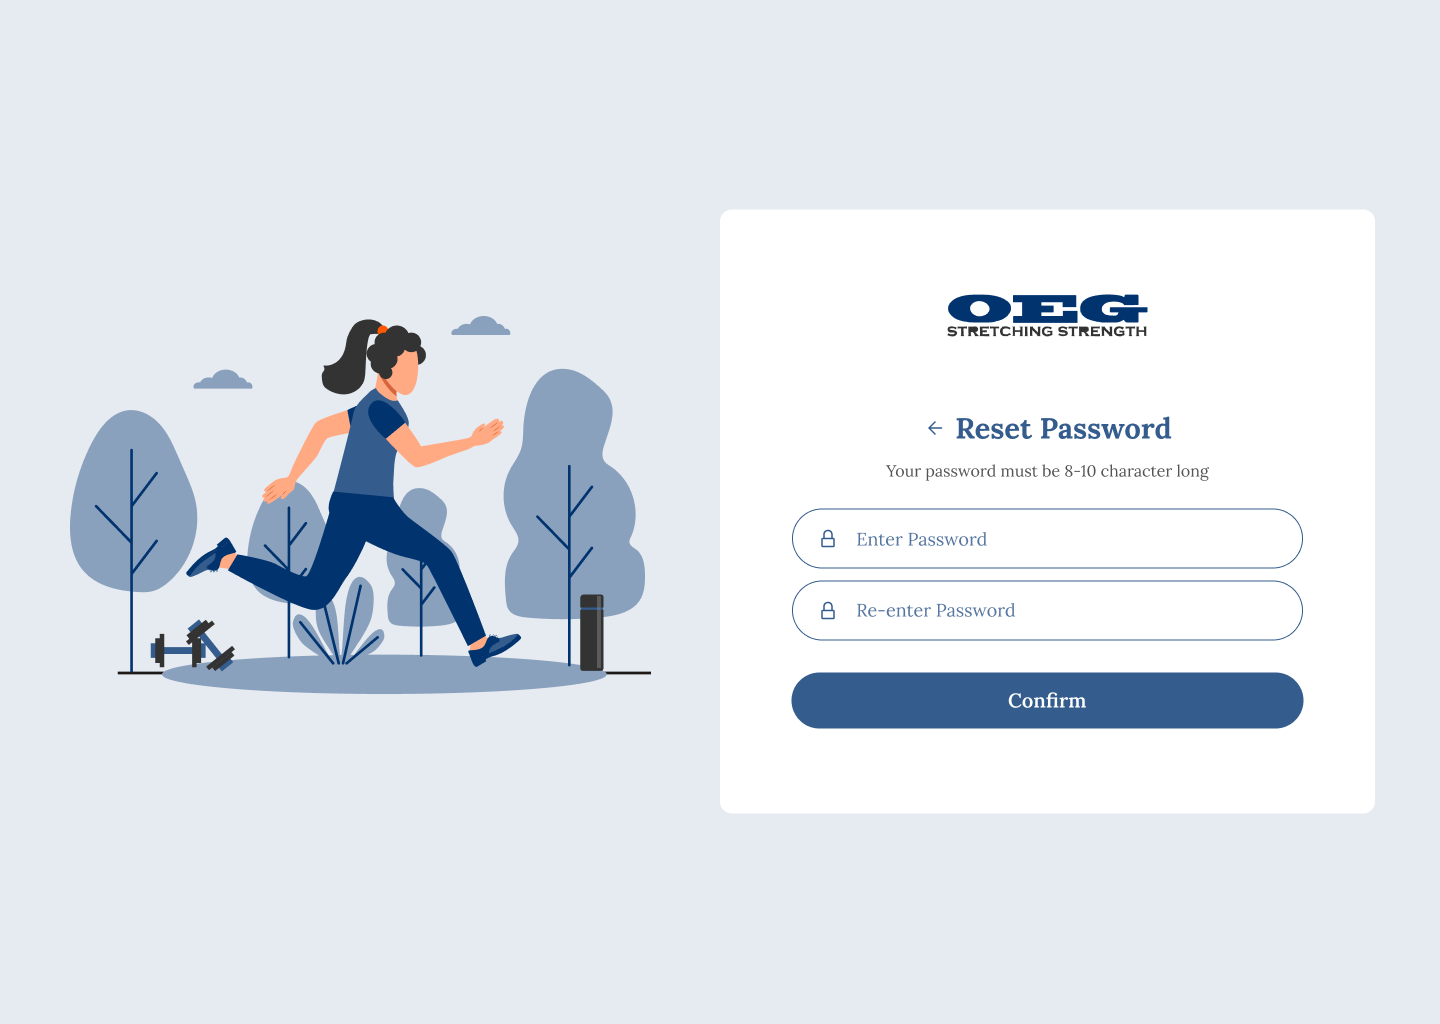 OEG
STRETCHING STRENGTH
Reset Password
Your password must be 8-10 character long
Enter Password
Re-enter Password
Confirm